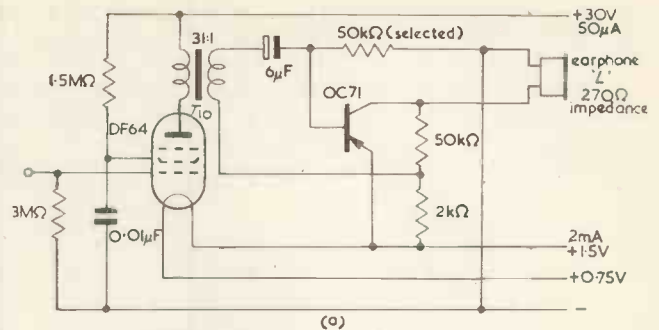 +30V
50μA
31:1
50kΩ(selected)
6μF
earphone
'L'
270Ω
impedance
1.5MΩ
OC71
T10
DF64
50kΩ
3MΩ
0.01μF
2kΩ
2mA
+1.5V
+0.75V
-
(a)